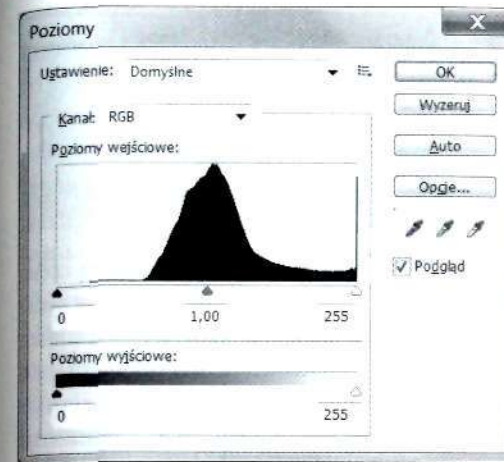 Poziomy
X
Ustawienie: Domyślne
OK
Wyzeruj
Kanał: RGB
Auto
Poziomy wejściowe:
Opcje...
Podgląd
0 1,00 255
Poziomy wyjściowe:
0 255